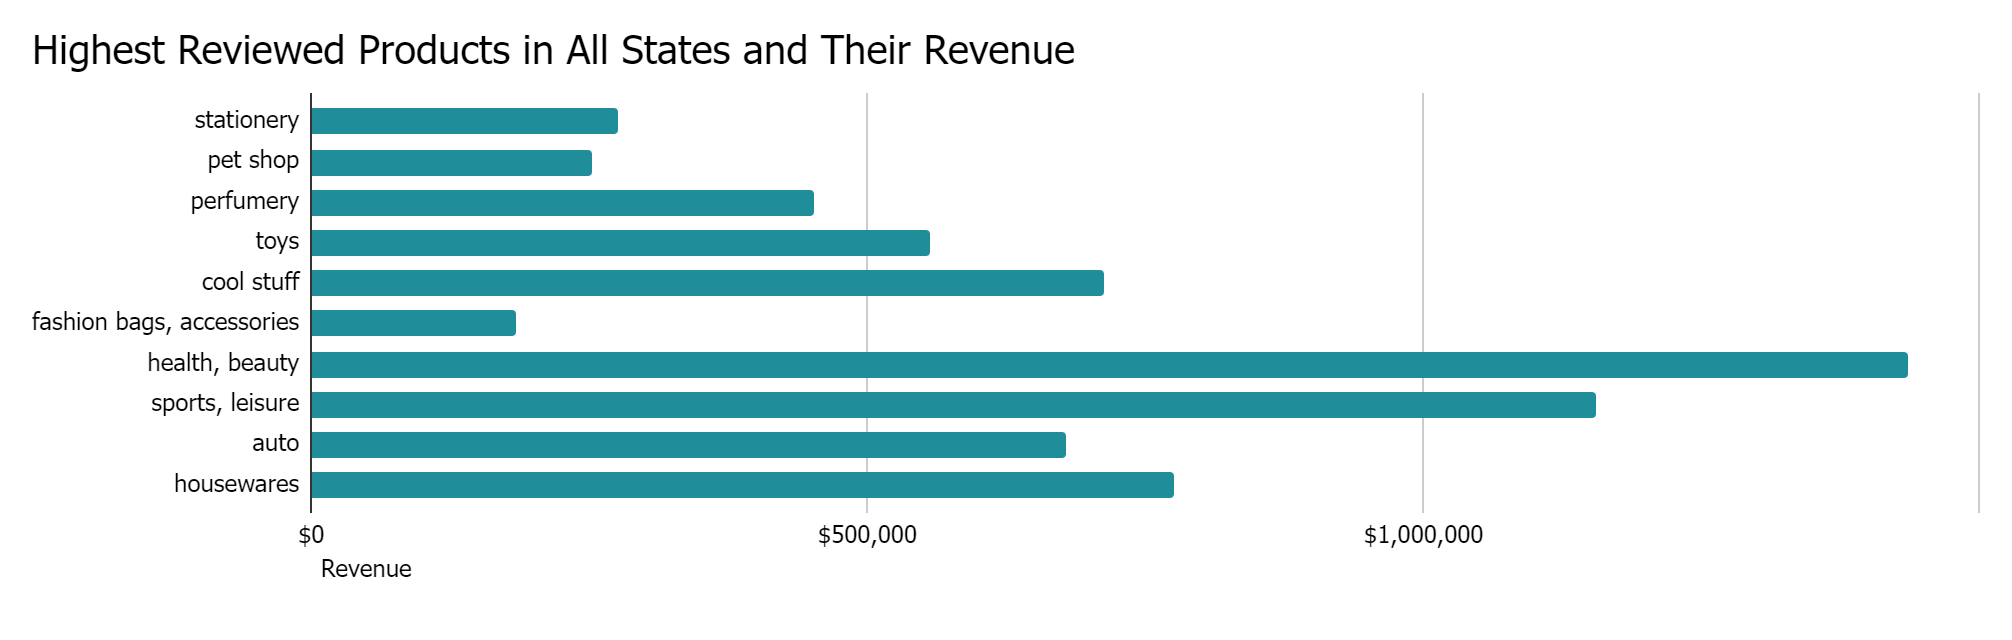 Highest Reviewed Products in All States and Their Revenue
stationery
pet shop
perfumery
toys
cool stuff
fashion bags, accessories
health, beauty
sports, leisure
auto
housewares
$0 $500,000 $1,000,000
Revenue